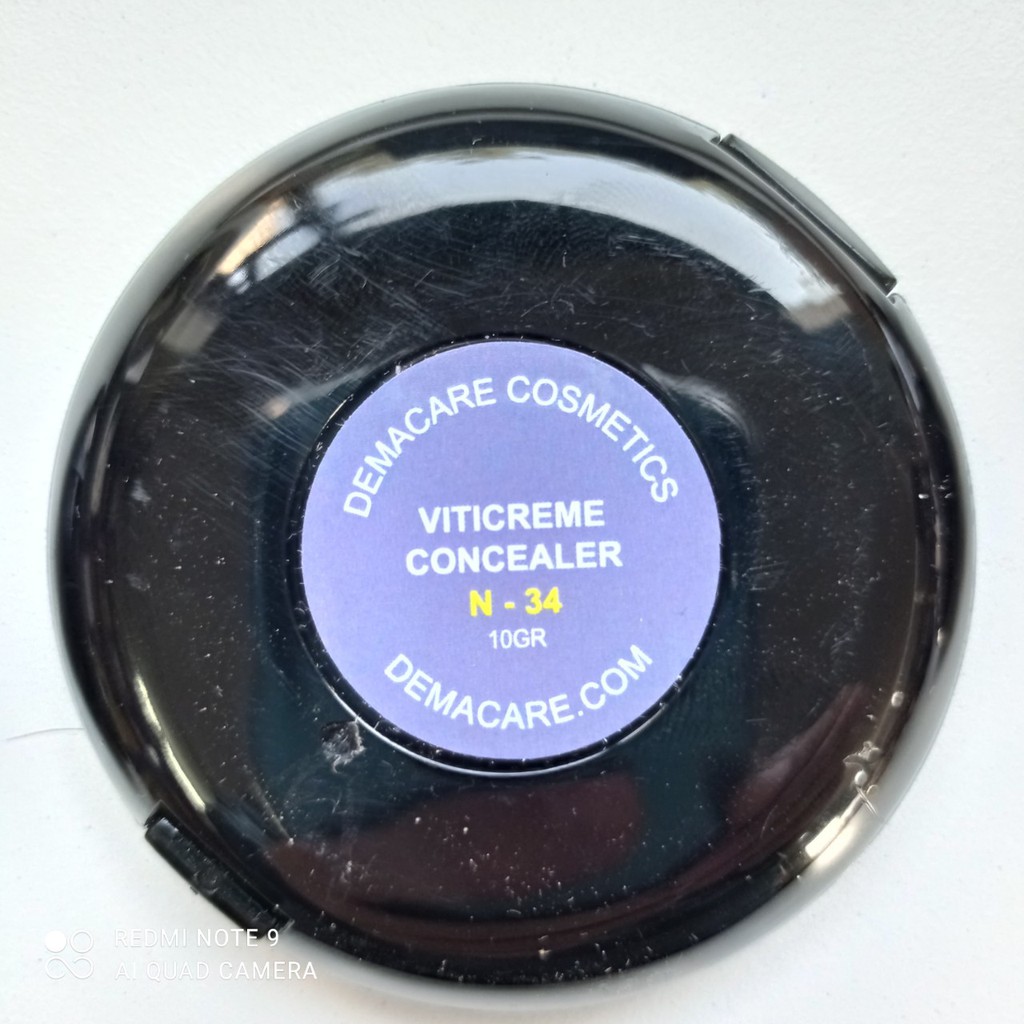 DEMACARE COSMETICS
VITICREME
CONCEALER
N - 34
10GR
DEMACARE.COM
REDMI NOTE 9
AI QUAD CAMERA